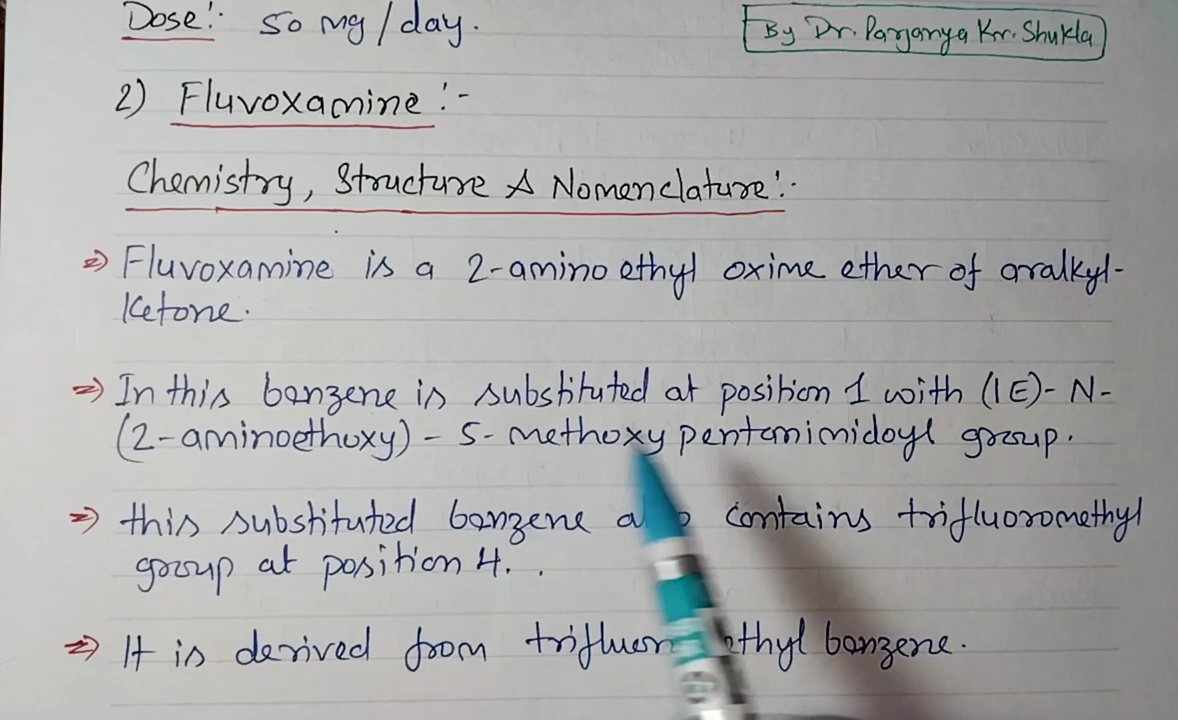 Dose:- 50 mg/day.
By Dr. Parjanya Kr. Shukla
2) Fluvoxamine :-
Chemistry, Structure & Nomenclature:-
⇒ Fluvoxamine is a 2-amino ethyl oxime ether of aralkyl-
Ketone.
⇒ In this benzene is substituted at position 1 with (1E)- N-
(2-aminoethoxy) - 5- methoxy pentanimidoyl group.
⇒ this substituted benzene contains trifluoromethyl
group at position 4.
⇒ It is derived from benzene.